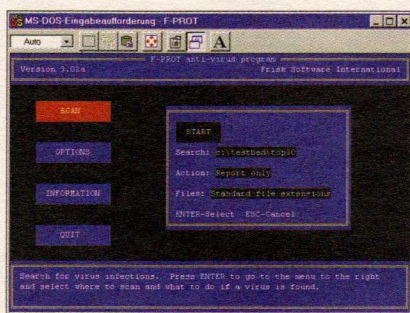 MS-DOS-Eingabeaufforderung - F-PROT
Auto
A
F-PROT anti-virus program
Version 3.02a
Frisk Software International
SCAN
OPTIONS
INFORMATION
QUIT
START
Search: c:\testbed\top50
Action: Report only
Files: Standard file extensions
ENTER-Select ESC-Cancel
Search for virus infections. Press ENTER to go to the menu to the right
and select where to scan and what to do if a virus is found.